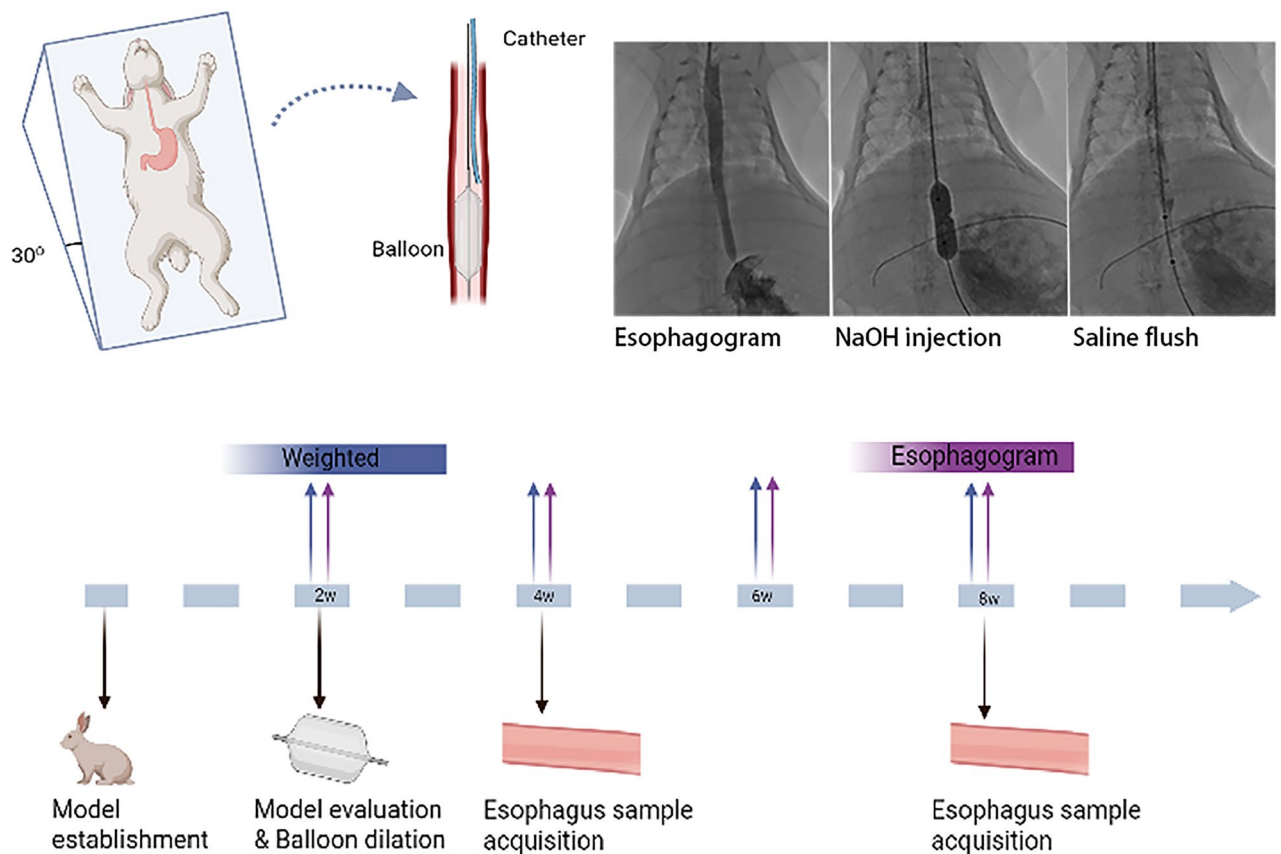 Catheter
Balloon
30º
Esophagogram
NaOH injection
Saline flush
Weighted
Esophagogram
2w
4w
6w
8w
Model
establishment
Model evaluation
& Balloon dilation
Esophagus sample
acquisition
Esophagus sample
acquisition